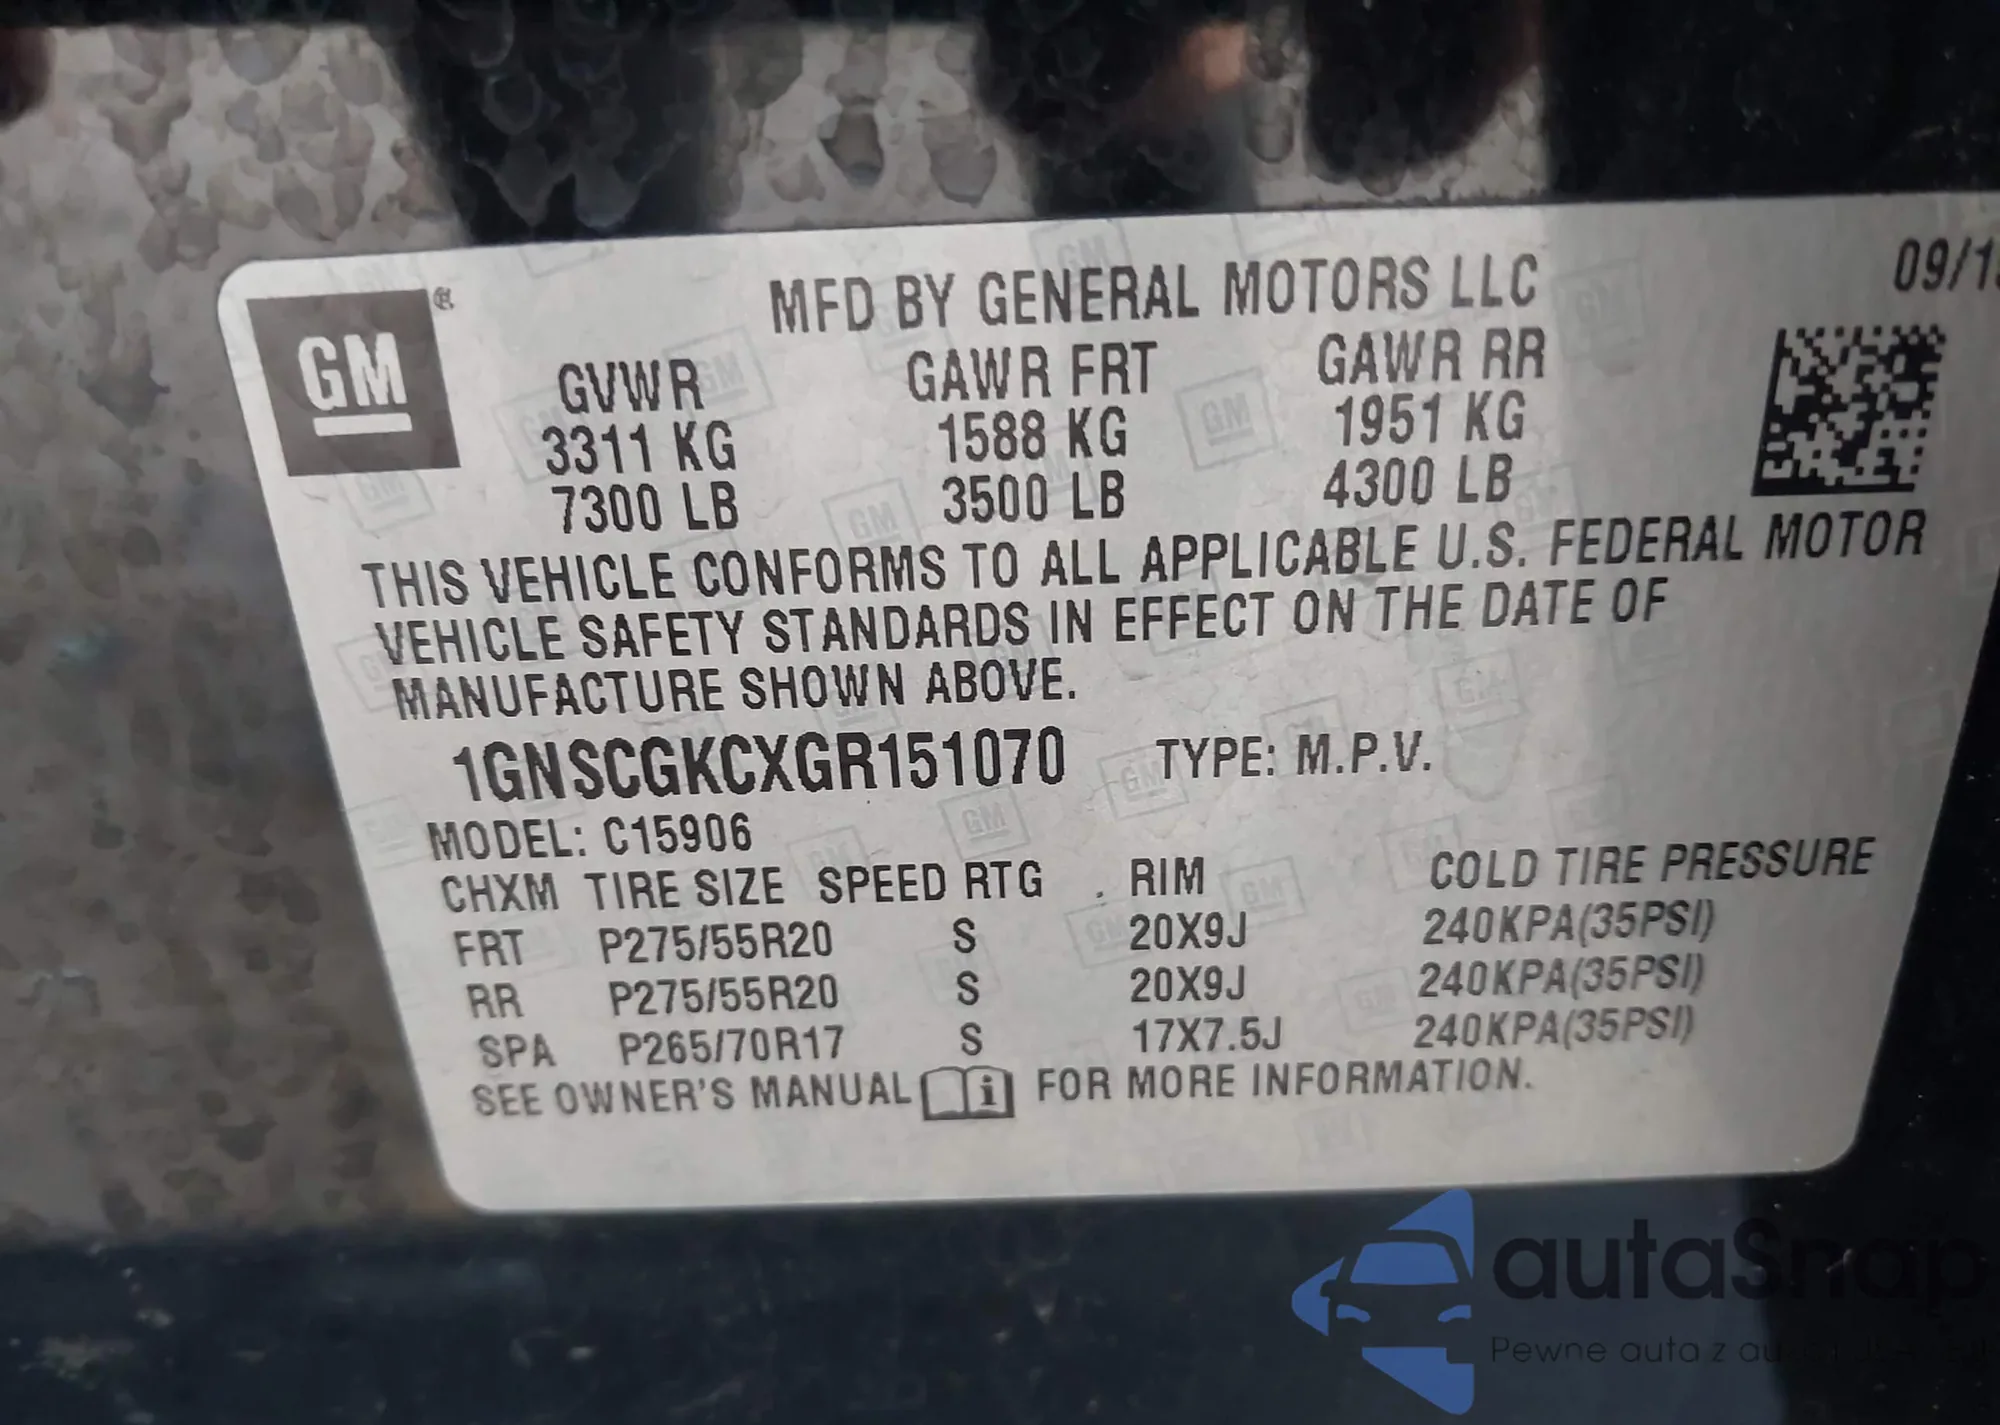 09/1
MFD BY GENERAL MOTORS LLC
GM ®
GVWR GAWR FRT GAWR RR
3311 KG 1588 KG 1951 KG
7300 LB 3500 LB 4300 LB
THIS VEHICLE CONFORMS TO ALL APPLICABLE U.S. FEDERAL MOTOR
VEHICLE SAFETY STANDARDS IN EFFECT ON THE DATE OF
MANUFACTURE SHOWN ABOVE.
1GNSCGKCXGR151070 TYPE: M.P.V.
MODEL: C15906
CHXM TIRE SIZE SPEED RTG . RIM COLD TIRE PRESSURE
FRT P275/55R20 S 20X9J 240KPA(35PSI)
RR P275/55R20 S 20X9J 240KPA(35PSI)
SPA P265/70R17 S 17X7.5J 240KPA(35PSI)
SEE OWNER'S MANUAL i FOR MORE INFORMATION.
autaSnap
Pewne auta z